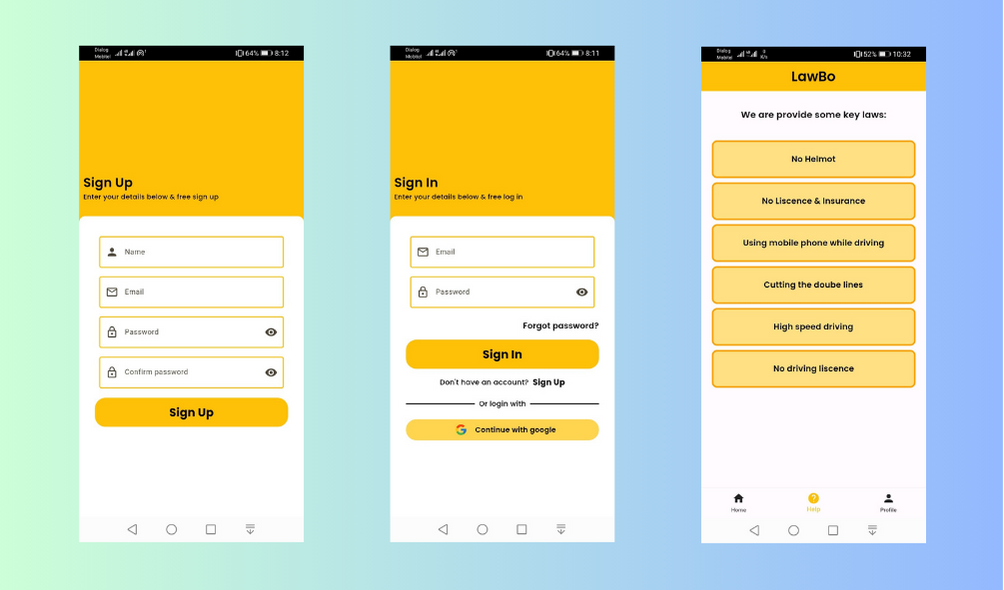 Dialog
Mobitel
64% 8:12
Sign Up
Enter your details below & free sign up
Name
Email
Password
Confirm password
Sign Up
Dialog
Mobitel
64% 8:11
Sign In
Enter your details below & free log in
Email
Password
Forgot password?
Sign In
Don't have an account? Sign Up
Or login with
Continue with google
Dialog
Mobitel
K/s
52% 10:32
LawBo
We are provide some key laws:
No Helmot
No Liscence & Insurance
Using mobile phone while driving
Cutting the doube lines
High speed driving
No driving liscence
Home
Help
Profile